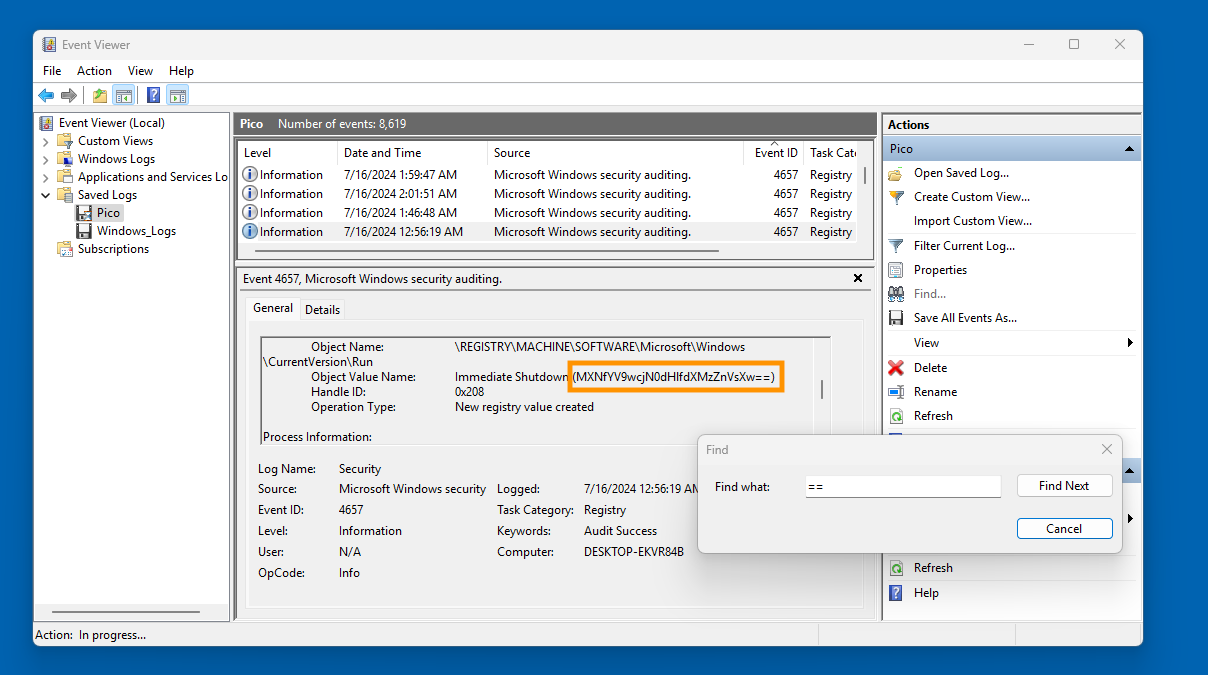 Event Viewer
File Action View Help
Event Viewer (Local)
Custom Views
Windows Logs
Applications and Services Lo
Saved Logs
Pico
Windows_Logs
Subscriptions
Pico Number of events: 8,619
Level Date and Time Source Event ID Task Cat
Information 7/16/2024 1:59:47 AM Microsoft Windows security auditing. 4657 Registry
Information 7/16/2024 2:01:51 AM Microsoft Windows security auditing. 4657 Registry
Information 7/16/2024 1:46:48 AM Microsoft Windows security auditing. 4657 Registry
Information 7/16/2024 12:56:19 AM Microsoft Windows security auditing. 4657 Registry
Event 4657, Microsoft Windows security auditing.
General Details
Object Name: \REGISTRY\MACHINE\SOFTWARE\Microsoft\Windows
\CurrentVersion\Run
Object Value Name: Immediate Shutdown (MXNfYV9wcjN0dHlfdXMzZnVsXw==)
Handle ID: 0x208
Operation Type: New registry value created
Process Information:
Log Name: Security
Source: Microsoft Windows security Logged: 7/16/2024 12:56:19 AM
Event ID: 4657 Task Category: Registry
Level: Information Keywords: Audit Success
User: N/A Computer: DESKTOP-EKVR84B
OpCode: Info
Actions
Pico
Open Saved Log...
Create Custom View...
Import Custom View...
Filter Current Log...
Properties
Find...
Save All Events As...
View
Delete
Rename
Refresh
Find
Find what: == Find Next
Cancel
Refresh
Help
Action: In progress...